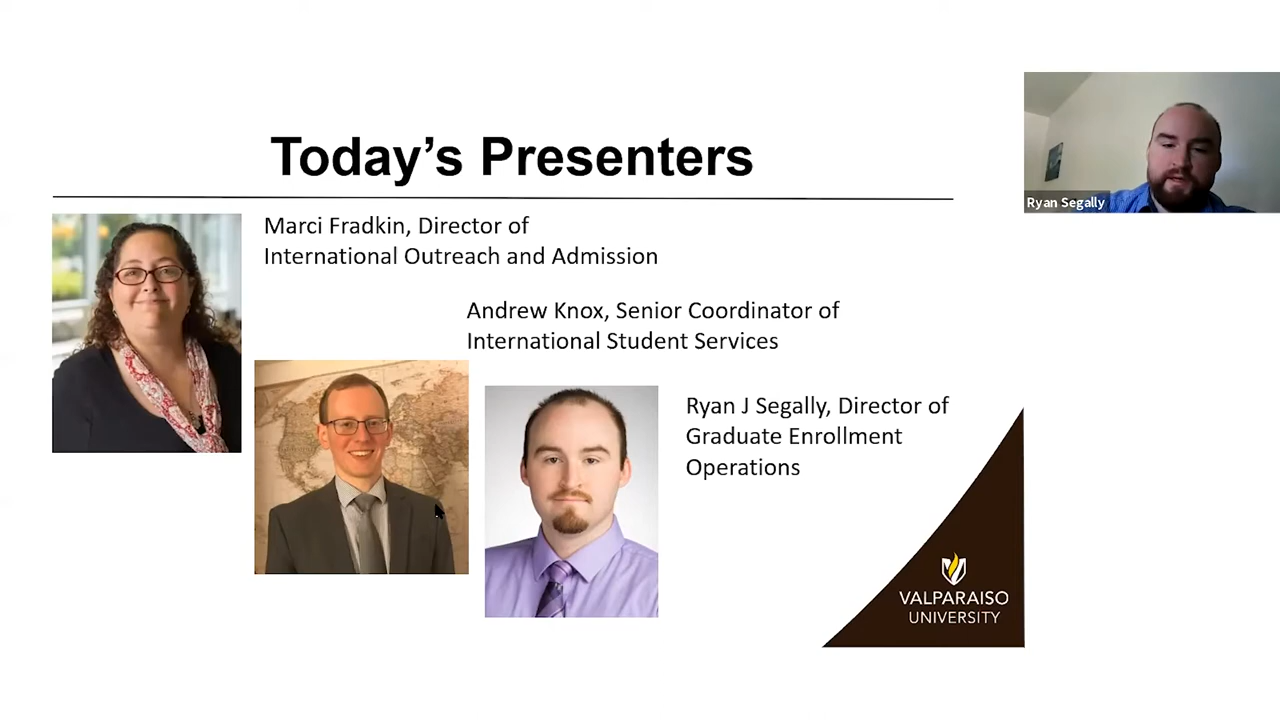 Today’s Presenters
Ryan Segally
Marci Fradkin, Director of
International Outreach and Admission
Andrew Knox, Senior Coordinator of
International Student Services
Ryan J Segally, Director of
Graduate Enrollment
Operations
VALPARAISO
UNIVERSITY